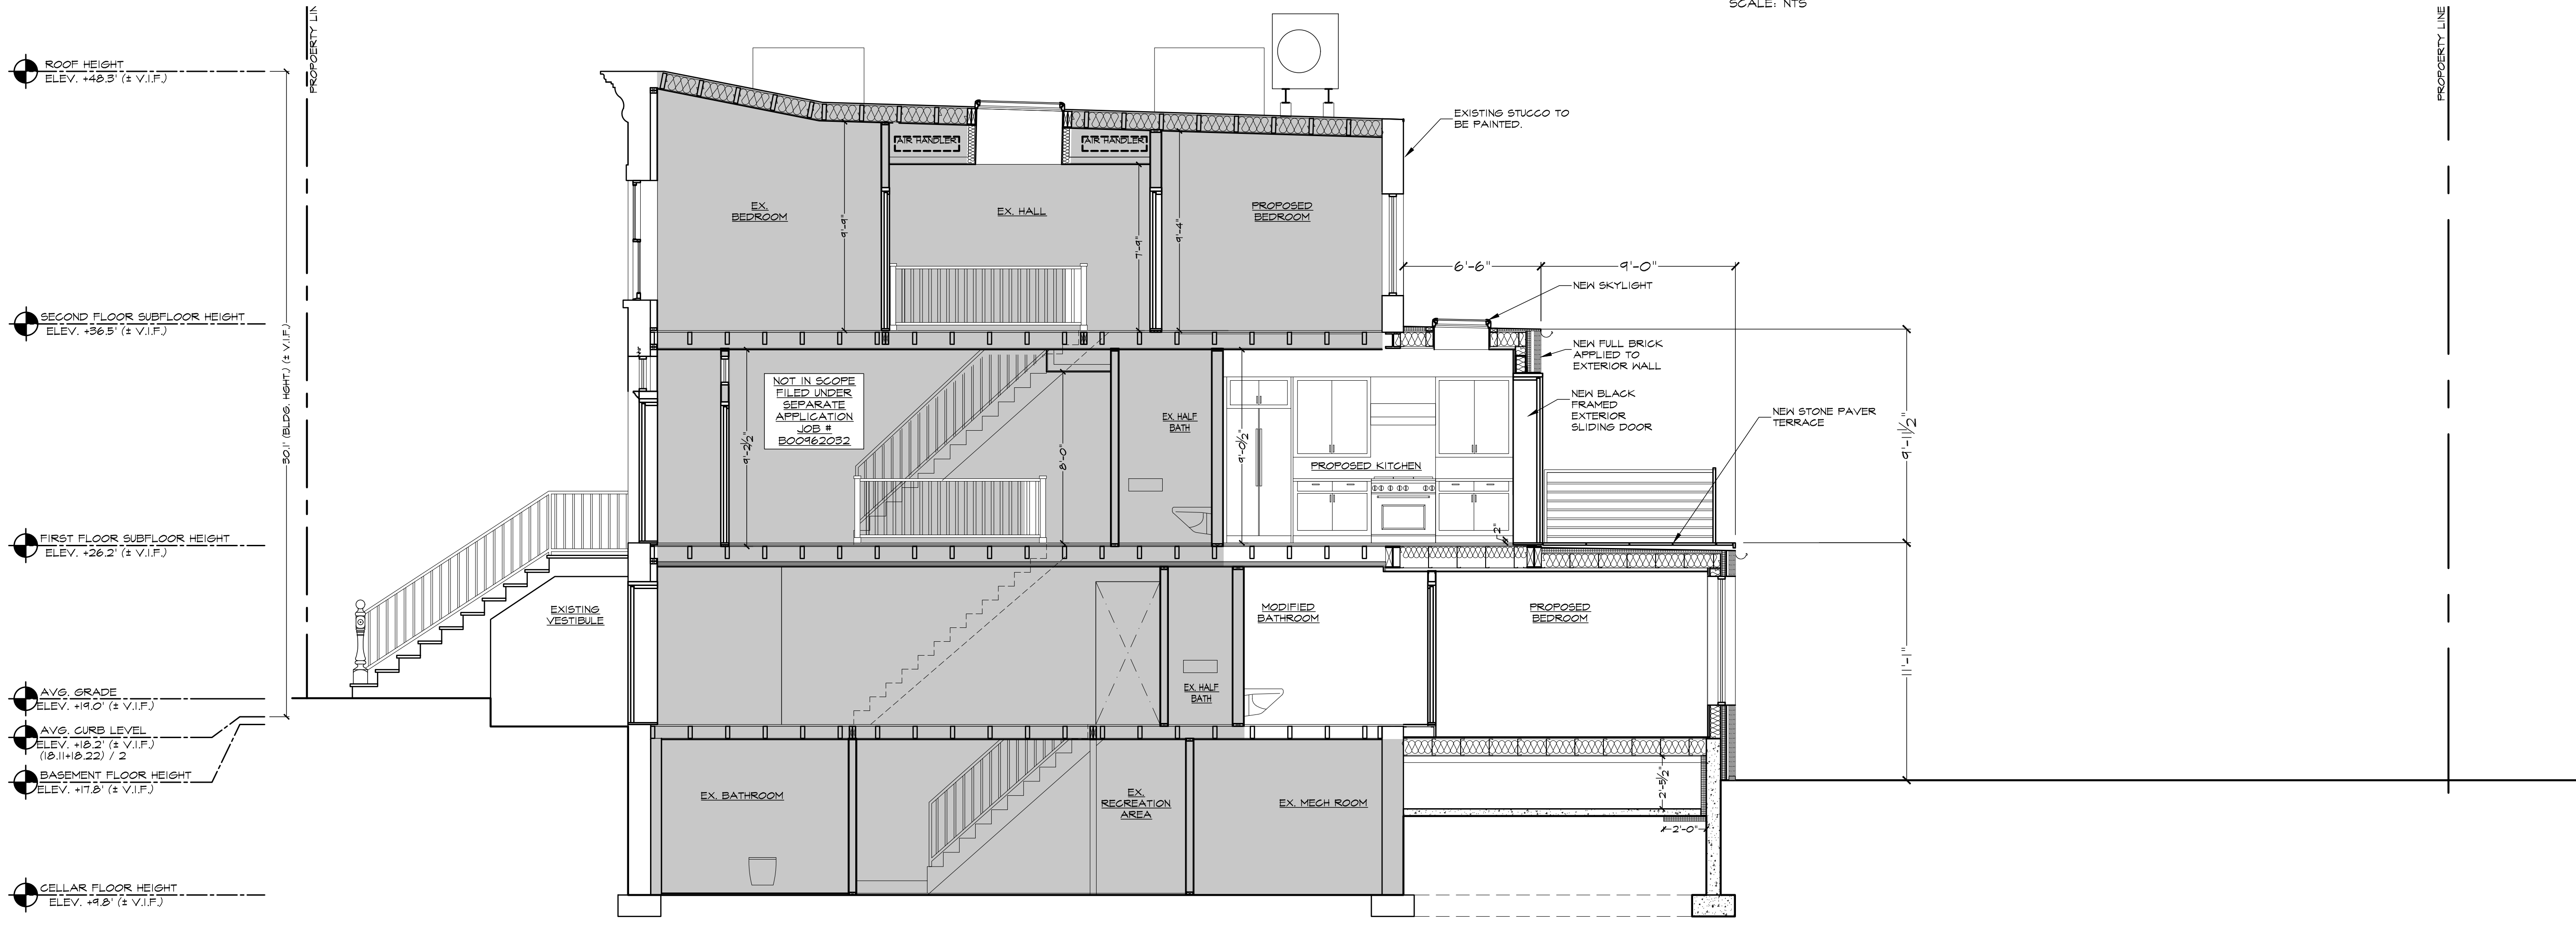 SCALE: NTS
PROPOERTY LIN
PROPOERTY LINE
ROOF HEIGHT
ELEV. +48.3' (± V.I.F.)
SECOND FLOOR SUBFLOOR HEIGHT
ELEV. +36.5' (± V.I.F.)
30.1' (BLDG. HGHT.) (± V.I.F.)
FIRST FLOOR SUBFLOOR HEIGHT
ELEV. +26.2' (± V.I.F.)
AVG. GRADE
ELEV. +19.0' (± V.I.F.)
AVG. CURB LEVEL
ELEV. +18.2' (± V.I.F.)
(18.11+18.22) / 2
BASEMENT FLOOR HEIGHT
ELEV. +17.8' (± V.I.F.)
CELLAR FLOOR HEIGHT
ELEV. +9.8' (± V.I.F.)
AIR HANDLER
AIR HANDLER
EX.
BEDROOM
9'-9"
EX. HALL
7'-9"
9'-4"
PROPOSED
BEDROOM
EXISTING STUCCO TO
BE PAINTED.
6'-6"
9'-0"
NEW SKYLIGHT
NEW FULL BRICK
APPLIED TO
EXTERIOR WALL
NEW BLACK
FRAMED
EXTERIOR
SLIDING DOOR
NEW STONE PAVER
TERRACE
9'-11½"
11'-1"
NOT IN SCOPE
FILED UNDER
SEPARATE
APPLICATION
JOB #
B00962032
9'-2½"
8'-0"
EX. HALF
BATH
9'-0½"
PROPOSED KITCHEN
2"
EXISTING
VESTIBULE
EX. HALF
BATH
MODIFIED
BATHROOM
PROPOSED
BEDROOM
EX. BATHROOM
EX.
RECREATION
AREA
EX. MECH ROOM
2'-5½"
2'-0"